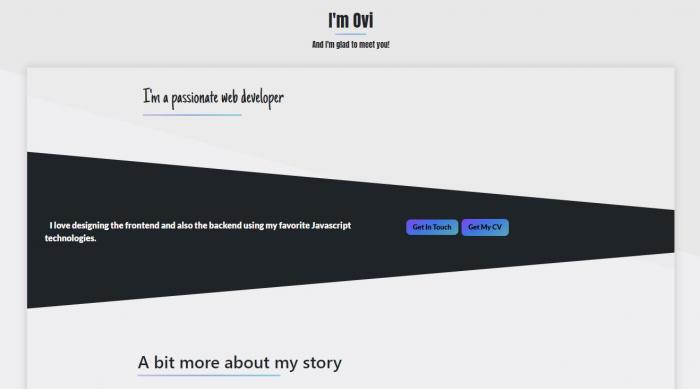 I'm Ovi
And I'm glad to meet you!
I'm a passionate web developer
I love designing the frontend and also the backend using my favorite Javascript
technologies.
Get In Touch Get My CV
A bit more about my story